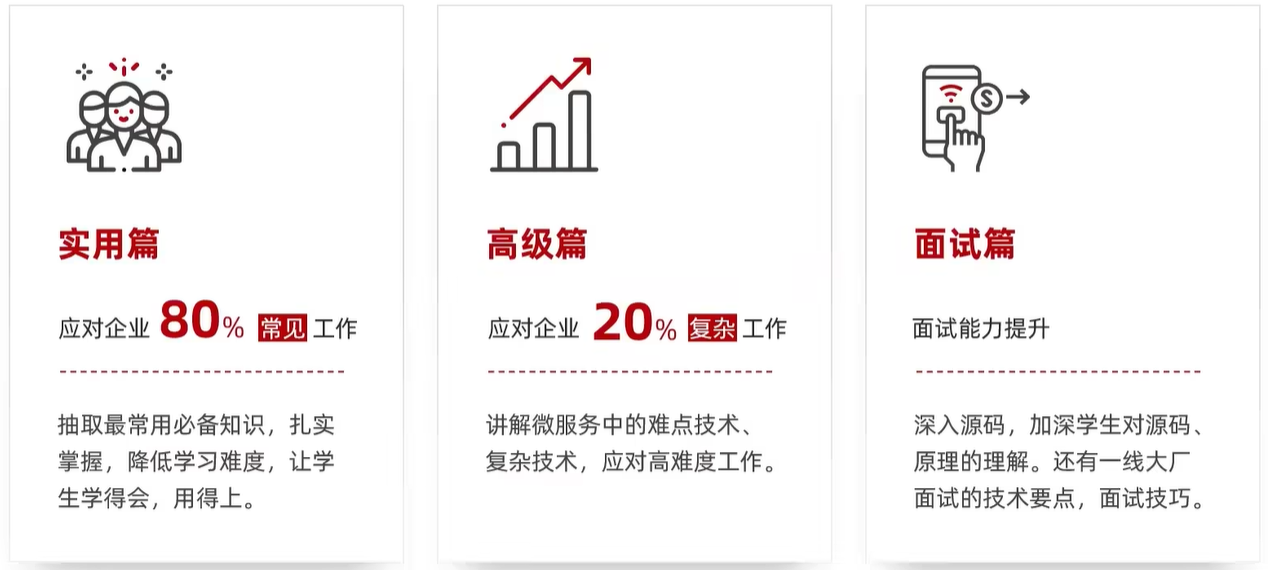 实用篇
应对企业 80% 常见 工作
抽取最常用必备知识，扎实
掌握，降低学习难度，让学
生学得会，用得上。
高级篇
应对企业 20% 复杂 工作
讲解微服务中的难点技术、
复杂技术，应对高难度工作。
面试篇
面试能力提升
深入源码，加深学生对源码、
原理的理解。还有一线大厂
面试的技术要点，面试技巧。